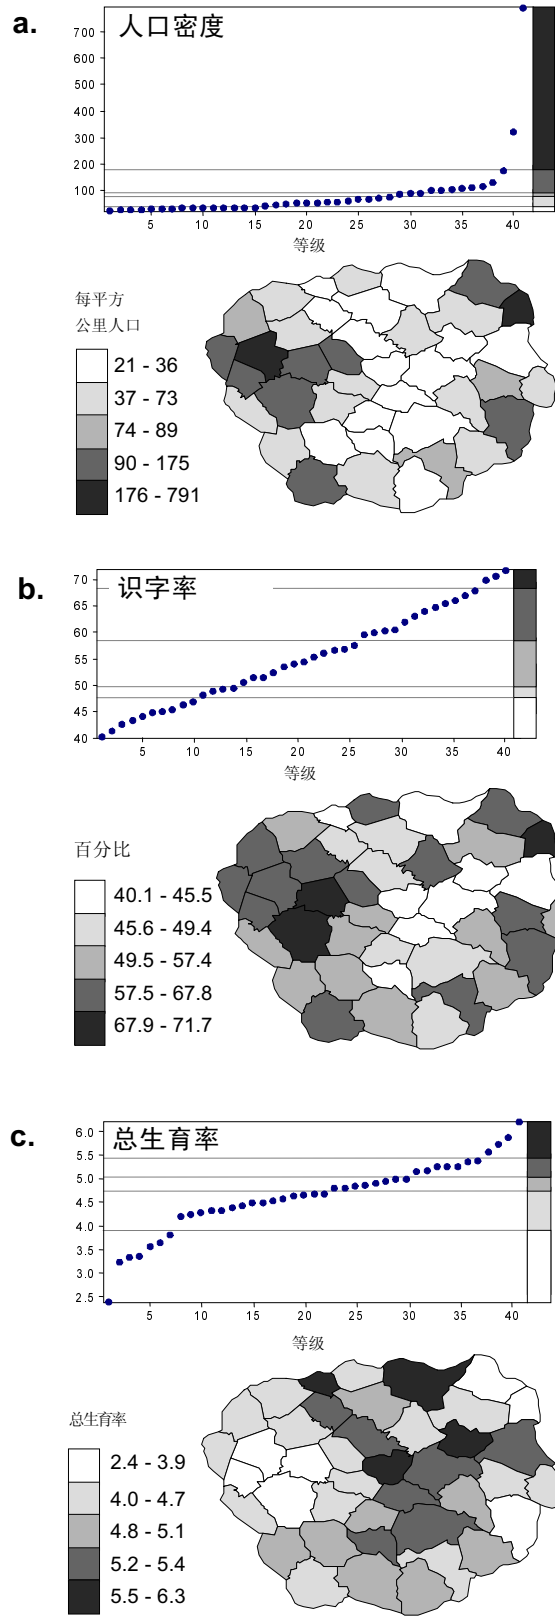 a.
人口密度
700
600
500
400
300
200
100
5 10 15 20 25 30 35 40
等级
每平方
公里人口
21 - 36
37 - 73
74 - 89
90 - 175
176 - 791
b.
识字率
70
65
60
55
50
45
40
5 10 15 20 25 30 35 40
等级
百分比
40.1 - 45.5
45.6 - 49.4
49.5 - 57.4
57.5 - 67.8
67.9 - 71.7
c.
总生育率
6.0
5.5
5.0
4.5
4.0
3.5
3.0
2.5
5 10 15 20 25 30 35 40
等级
总生育率
2.4 - 3.9
4.0 - 4.7
4.8 - 5.1
5.2 - 5.4
5.5 - 6.3